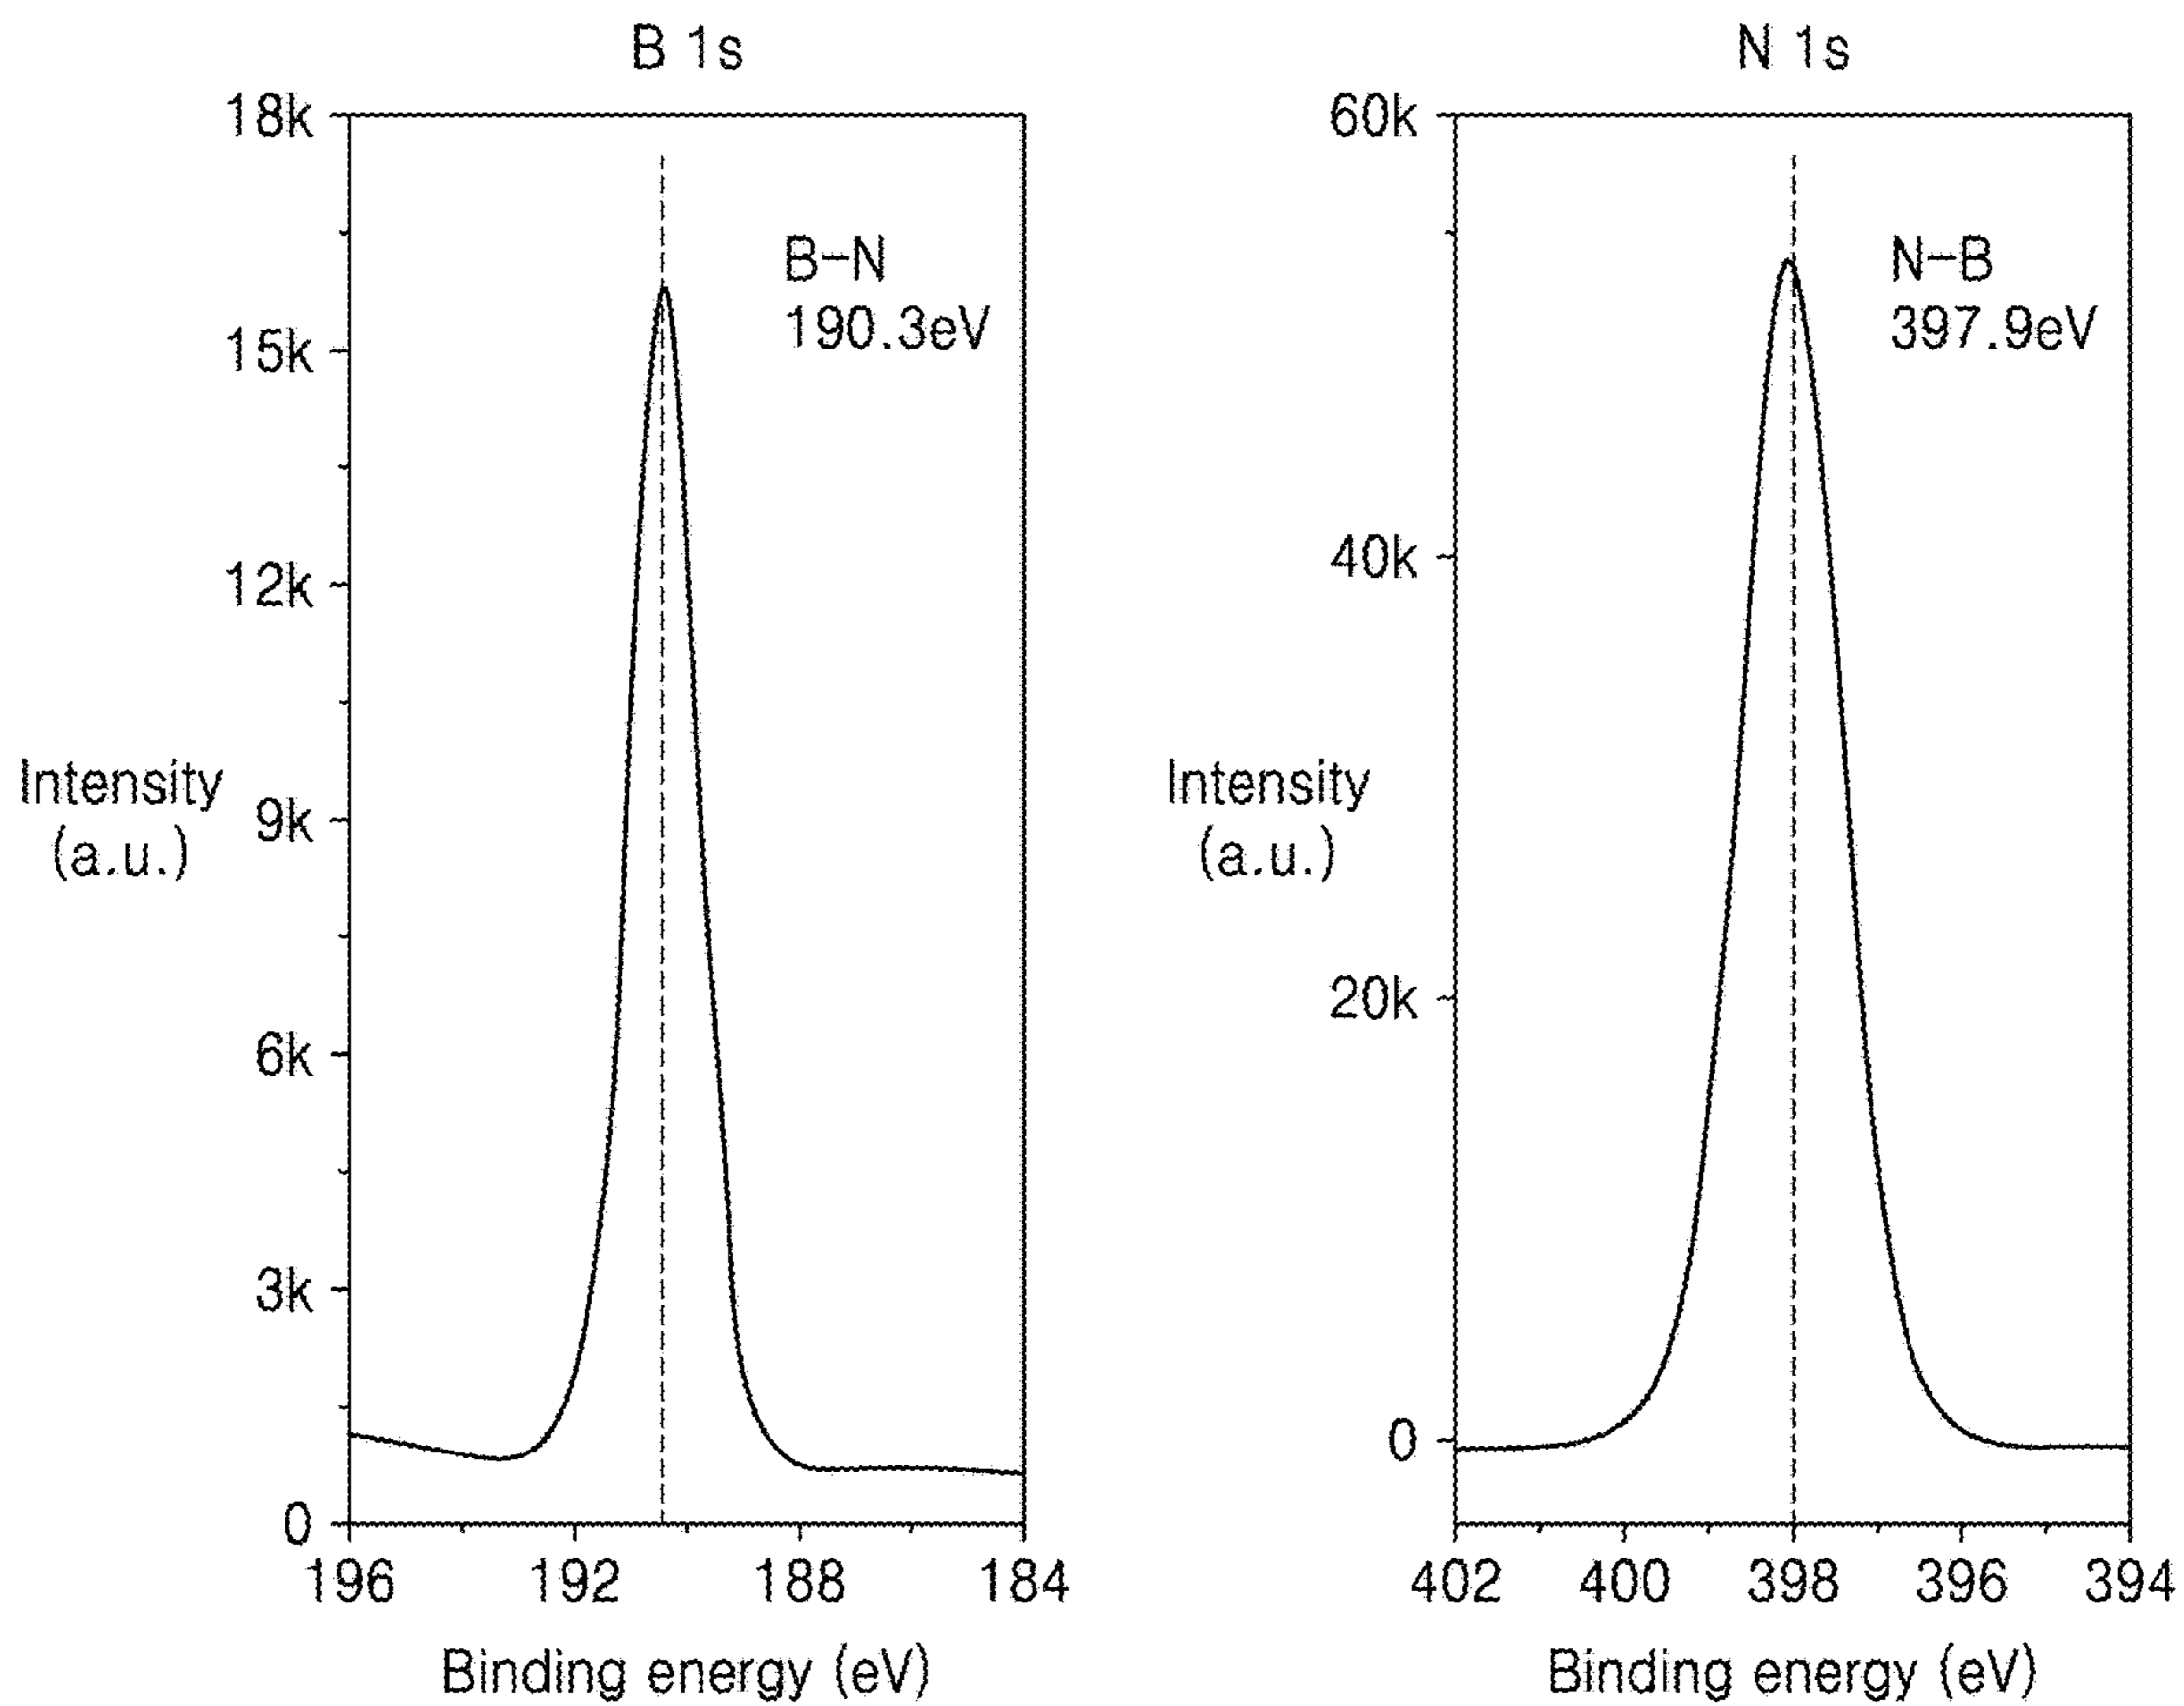 B 1s
18k
15k
12k
9k
6k
3k
0
Intensity
(a.u.)
B-N
190.3eV
196 192 188 184
Binding energy (eV)
N 1s
60k
40k
20k
0
Intensity
(a.u.)
N-B
397.9eV
402 400 398 396 394
Binding energy (eV)